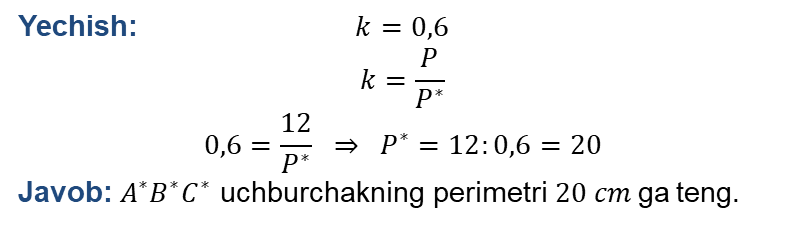 Yechish: k = 0,6
k = P/P*
0,6 = 12/P* ⇒ P* = 12:0,6 = 20
Javob: A*B*C* uchburchakning perimetri 20 cm ga teng.